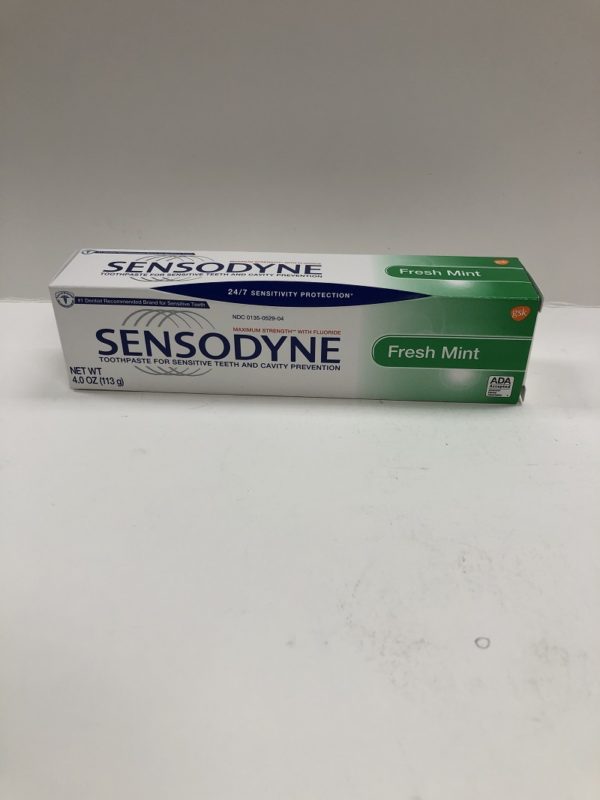 SENSODYNE
TOOTHPASTE FOR SENSITIVE TEETH AND CAVITY PREVENTION
Fresh Mint
24/7 SENSITIVITY PROTECTION*
#1 Dentist Recommended Brand for Sensitive Teeth
NDC 0135-0529-04
gsk
MAXIMUM STRENGTH** WITH FLUORIDE
SENSODYNE
TOOTHPASTE FOR SENSITIVE TEETH AND CAVITY PREVENTION
Fresh Mint
NET WT
4.0 OZ (113 g)
ADA
Accepted